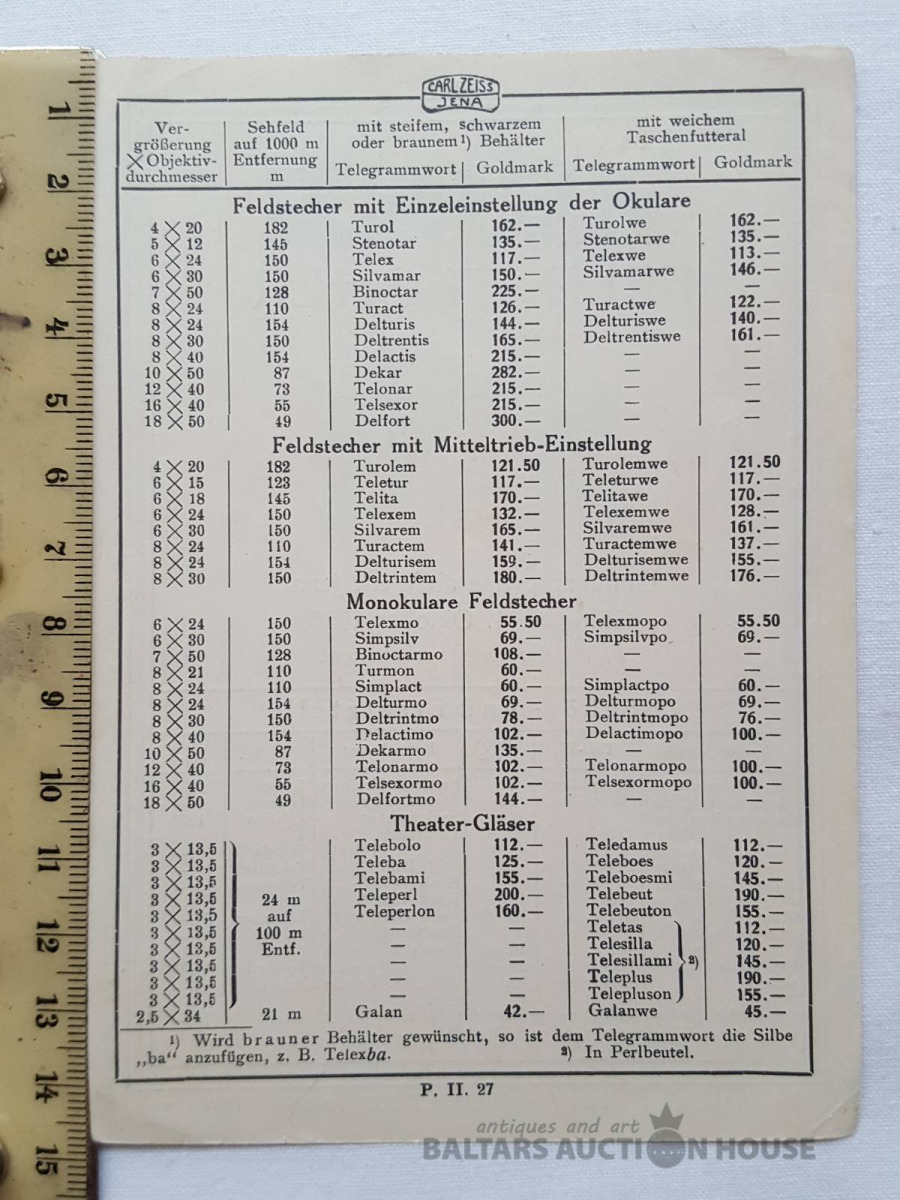 CARL ZEISS
JENA
Ver-
größerung
X Objektiv-
durchmesser
Sehfeld
auf 1000 m
Entfernung
m
mit steifem, schwarzem
oder braunem¹) Behälter
Telegrammwort | Goldmark
mit weichem
Taschenfutteral
Telegrammwort | Goldmark
Feldstecher mit Einzeleinstellung der Okulare
4 X 20 182 Turol 162.— Turolwe 162.—
5 X 12 145 Stenotar 135.— Stenotarwe 135.—
6 X 24 150 Telex 117.— Telexwe 113.—
6 X 30 150 Silvamar 150.— Silvamarwe 146.—
7 X 50 128 Binoctar 225.— — —
8 X 24 110 Turact 126.— Turactwe 122.—
8 X 24 154 Delturis 144.— Delturiswe 140.—
8 X 30 150 Deltrentis 165.— Deltrentiswe 161.—
8 X 40 154 Delactis 215.— — —
10 X 50 87 Dekar 282.— — —
12 X 40 73 Telonar 215.— — —
16 X 40 55 Telsexor 215.— — —
18 X 50 49 Delfort 300.— — —
Feldstecher mit Mitteltrieb-Einstellung
4 X 20 182 Turolem 121.50 Turolemwe 121.50
6 X 15 123 Teletur 117.— Teleturwe 117.—
6 X 18 145 Telita 170.— Telitawe 170.—
6 X 24 150 Telexem 132.— Telexemwe 128.—
6 X 30 150 Silvarem 165.— Silvaremwe 161.—
8 X 24 110 Turactem 141.— Turactemwe 137.—
8 X 24 154 Delturisem 159.— Delturisemwe 155.—
8 X 30 150 Deltrintem 180.— Deltrintemwe 176.—
Monokulare Feldstecher
6 X 24 150 Telexmo 55.50 Telexmopo 55.50
6 X 30 150 Simpsilv 69.— Simpsilvpo 69.—
7 X 50 128 Binoctarmo 108.— — —
8 X 21 110 Turmon 60.— — —
8 X 24 110 Simplact 60.— Simplactpo 60.—
8 X 24 154 Delturmo 69.— Delturmopo 69.—
8 X 30 150 Deltrintmo 78.— Deltrintmopo 76.—
8 X 40 154 Delactimo 102.— Delactimopo 100.—
10 X 50 87 Dekarmo 135.— — —
12 X 40 73 Telonarmo 102.— Telonarmopo 100.—
16 X 40 55 Telsexormo 102.— Telsexormopo 100.—
18 X 50 49 Delfortmo 144.— — —
Theater-Gläser
3 X 13,5 Telebolo 112.— Teledamus 112.—
3 X 13,5 Teleba 125.— Teleboes 120.—
3 X 13,5 Telebami 155.— Teleboesmi 145.—
3 X 13,5 24 m Teleperl 200.— Telebeut 190.—
3 X 13,5 auf Teleperlon 160.— Telebeuton 155.—
3 X 13,5 100 m — — Teletas 112.—
3 X 13,5 Entf. — — Telesilla 120.—
3 X 13,5 — — Telesillami ²) 145.—
3 X 13,5 — — Teleplus 190.—
3 X 13,5 — — Telepluson 155.—
2,5 X 34 21 m Galan 42.— Galanwe 45.—
¹) Wird brauner Behälter gewünscht, so ist dem Telegrammwort die Silbe
„ba“ anzufügen, z. B. Telexba. ²) In Perlbeutel.
P. II. 27
antiques and art
BALTARS AUCTION HOUSE
1
2
3
4
5
6
7
8
9
10
11
12
13
14
15